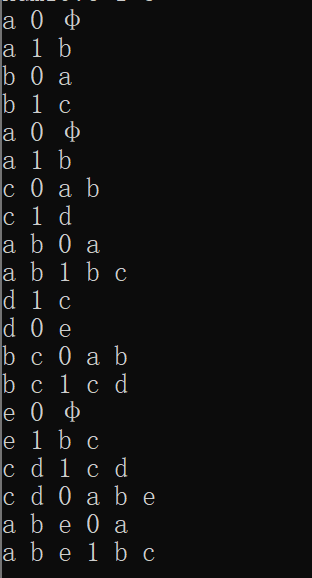 a 0 Φ
a 1 b
b 0 a
b 1 c
a 0 Φ
a 1 b
c 0 a b
c 1 d
a b 0 a
a b 1 b c
d 1 c
d 0 e
b c 0 a b
b c 1 c d
e 0 Φ
e 1 b c
c d 1 c d
c d 0 a b e
a b e 0 a
a b e 1 b c